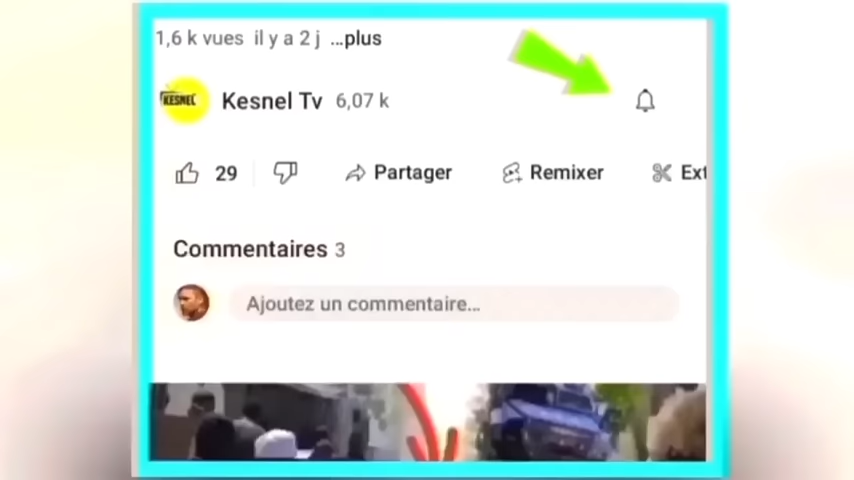 1,6 k vues il y a 2 j ...plus
KESNEL
Kesnel Tv 6,07 k
29 Partager Remixer Ext
Commentaires 3
Ajoutez un commentaire...